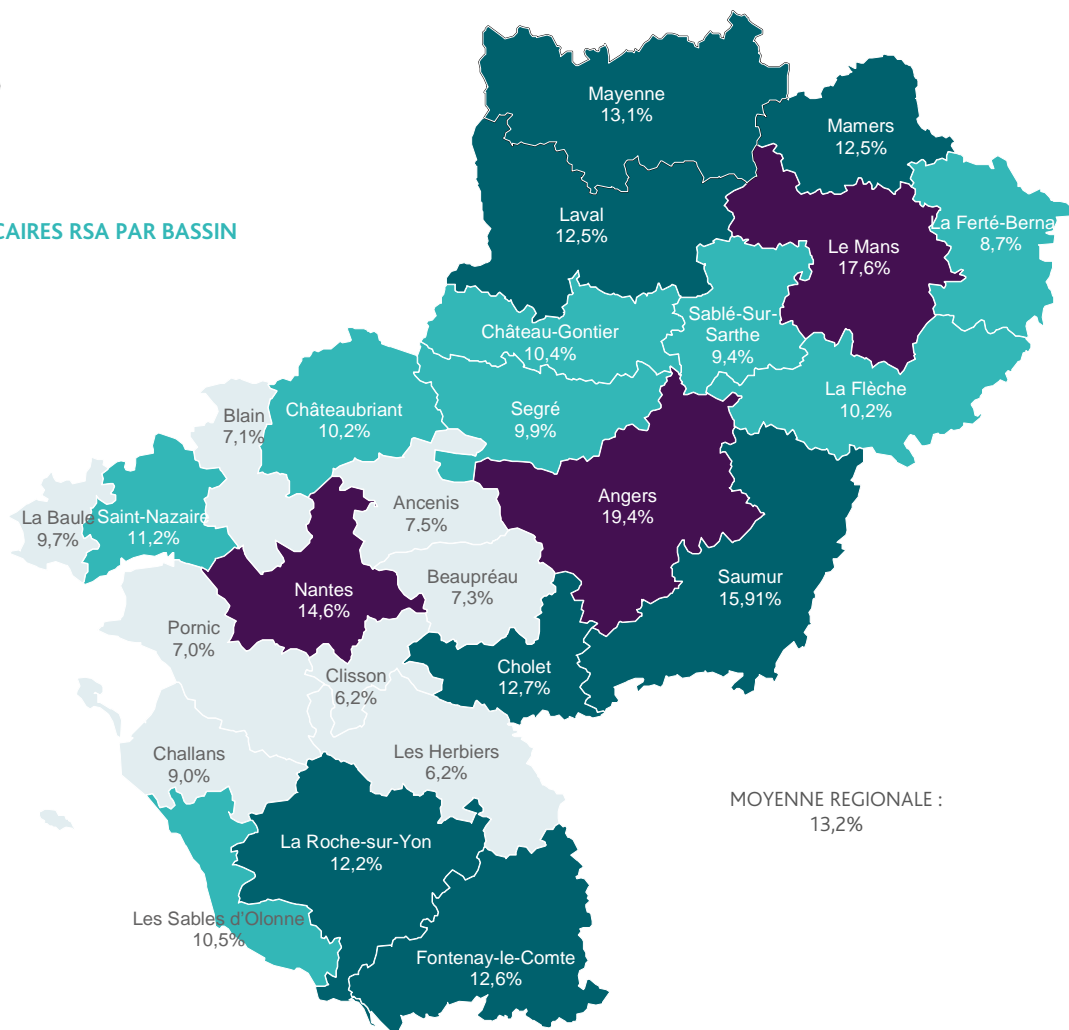 Mayenne
13,1%
Mamers
12,5%
CAIRES RSA PAR BASSIN
Laval
12,5%
La Ferté-Berna
8,7%
Le Mans
17,6%
Sablé-Sur-
Sarthe
9,4%
Château-Gontier
10,4%
La Flèche
10,2%
Segré
9,9%
Châteaubriant
10,2%
Blain
7,1%
Ancenis
7,5%
Angers
19,4%
La Baule
9,7%
Saint-Nazaire
11,2%
Beaupréau
7,3%
Saumur
15,91%
Nantes
14,6%
Pornic
7,0%
Cholet
12,7%
Clisson
6,2%
Les Herbiers
6,2%
Challans
9,0%
MOYENNE REGIONALE :
13,2%
La Roche-sur-Yon
12,2%
Les Sables d'Olonne
10,5%
Fontenay-le-Comte
12,6%